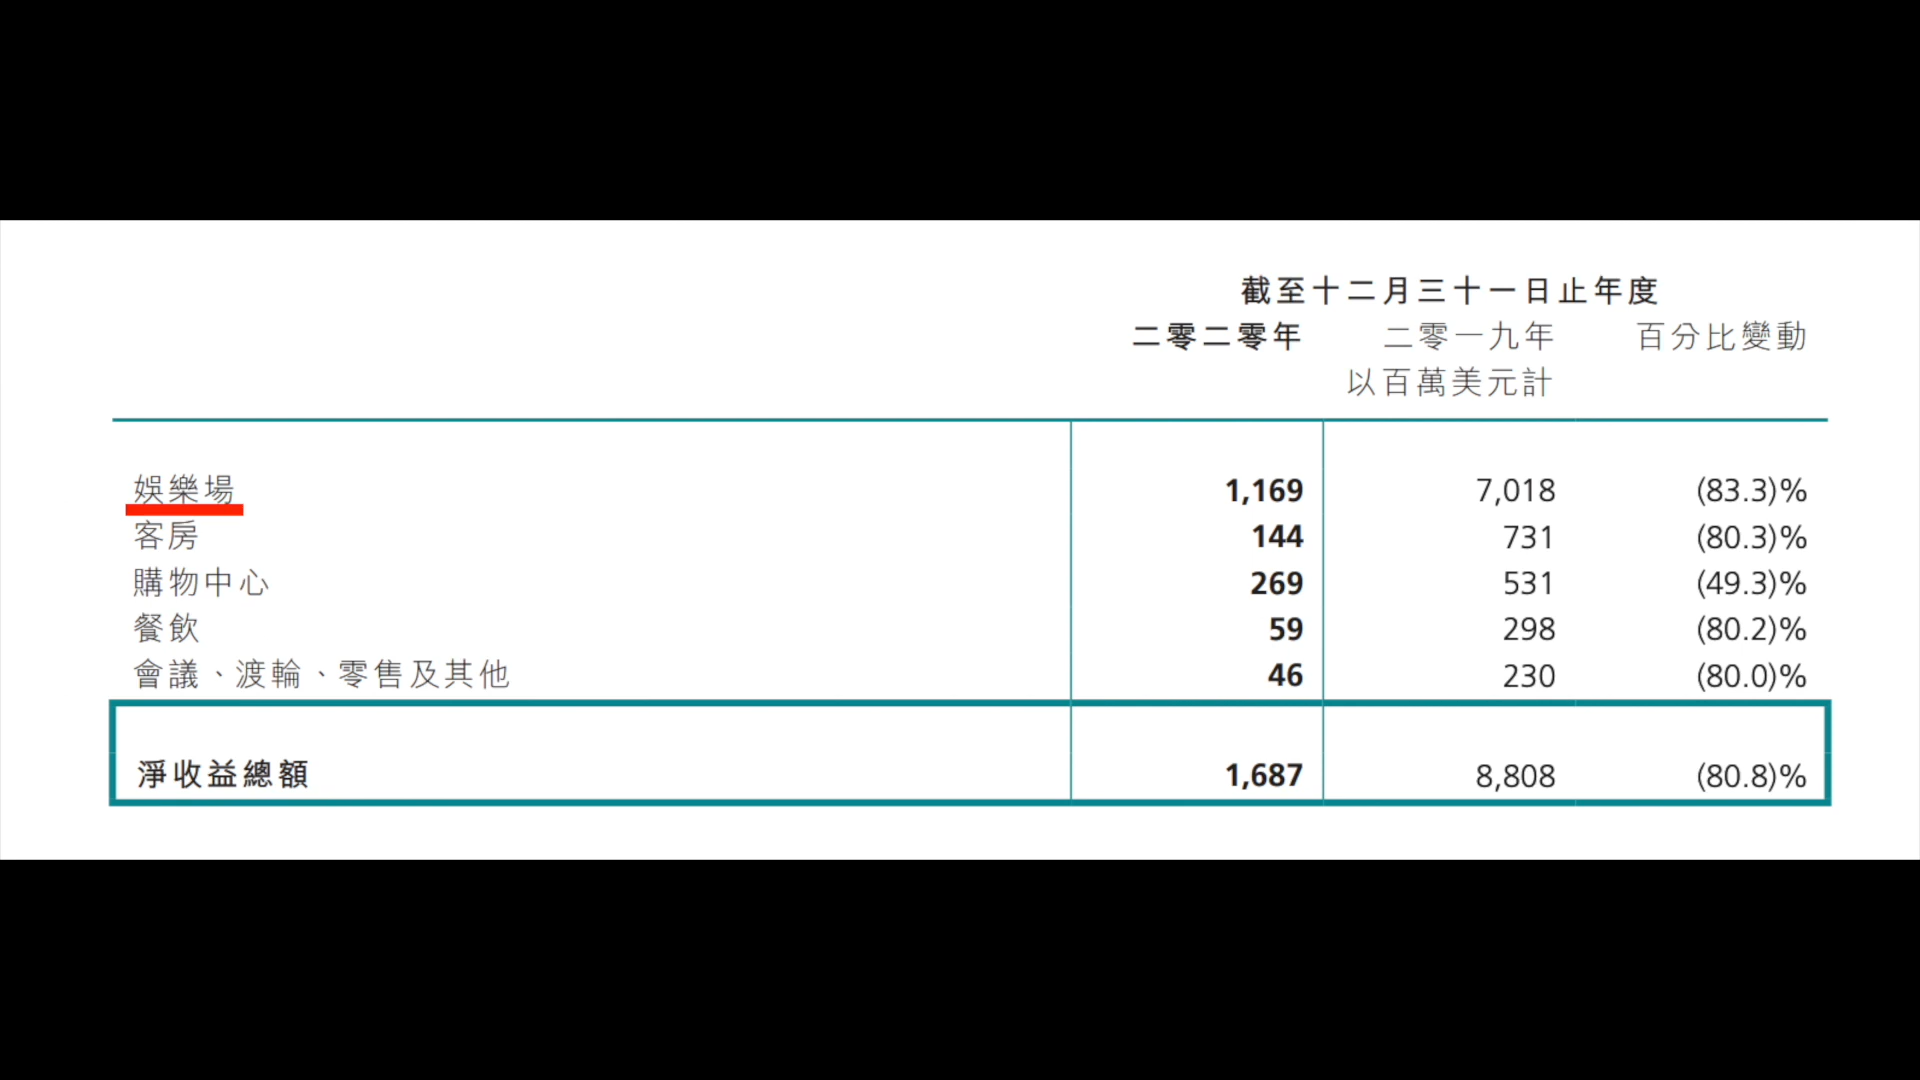 截至十二月三十一日止年度
二零二零年 二零一九年 百分比變動
以百萬美元計
娛樂場 1,169 7,018 (83.3)%
客房 144 731 (80.3)%
購物中心 269 531 (49.3)%
餐飲 59 298 (80.2)%
會議、渡輪、零售及其他 46 230 (80.0)%
淨收益總額 1,687 8,808 (80.8)%